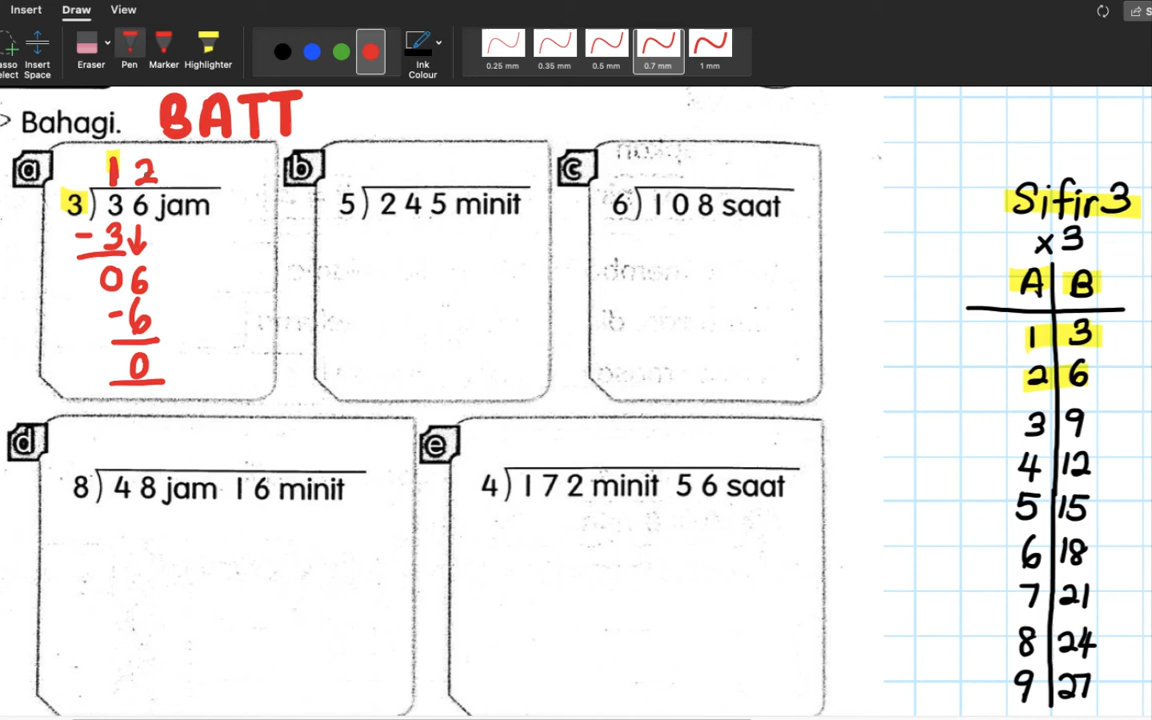 Insert Draw View
asso
elect
Insert
Space
Eraser
Pen
Marker
Highlighter
Ink
Colour
0.25 mm
0.35 mm
0.5 mm
0.7 mm
1 mm
Bahagi. BATT
a
1 2
3 ) 3 6 jam
- 3 ↓
0 6
- 6
0
b
5 ) 2 4 5 minit
c
6 ) 1 0 8 saat
d
8 ) 4 8 jam 1 6 minit
e
4 ) 1 7 2 minit 5 6 saat
Sifir 3
x 3
A B
1 3
2 6
3 9
4 12
5 15
6 18
7 21
8 24
9 27